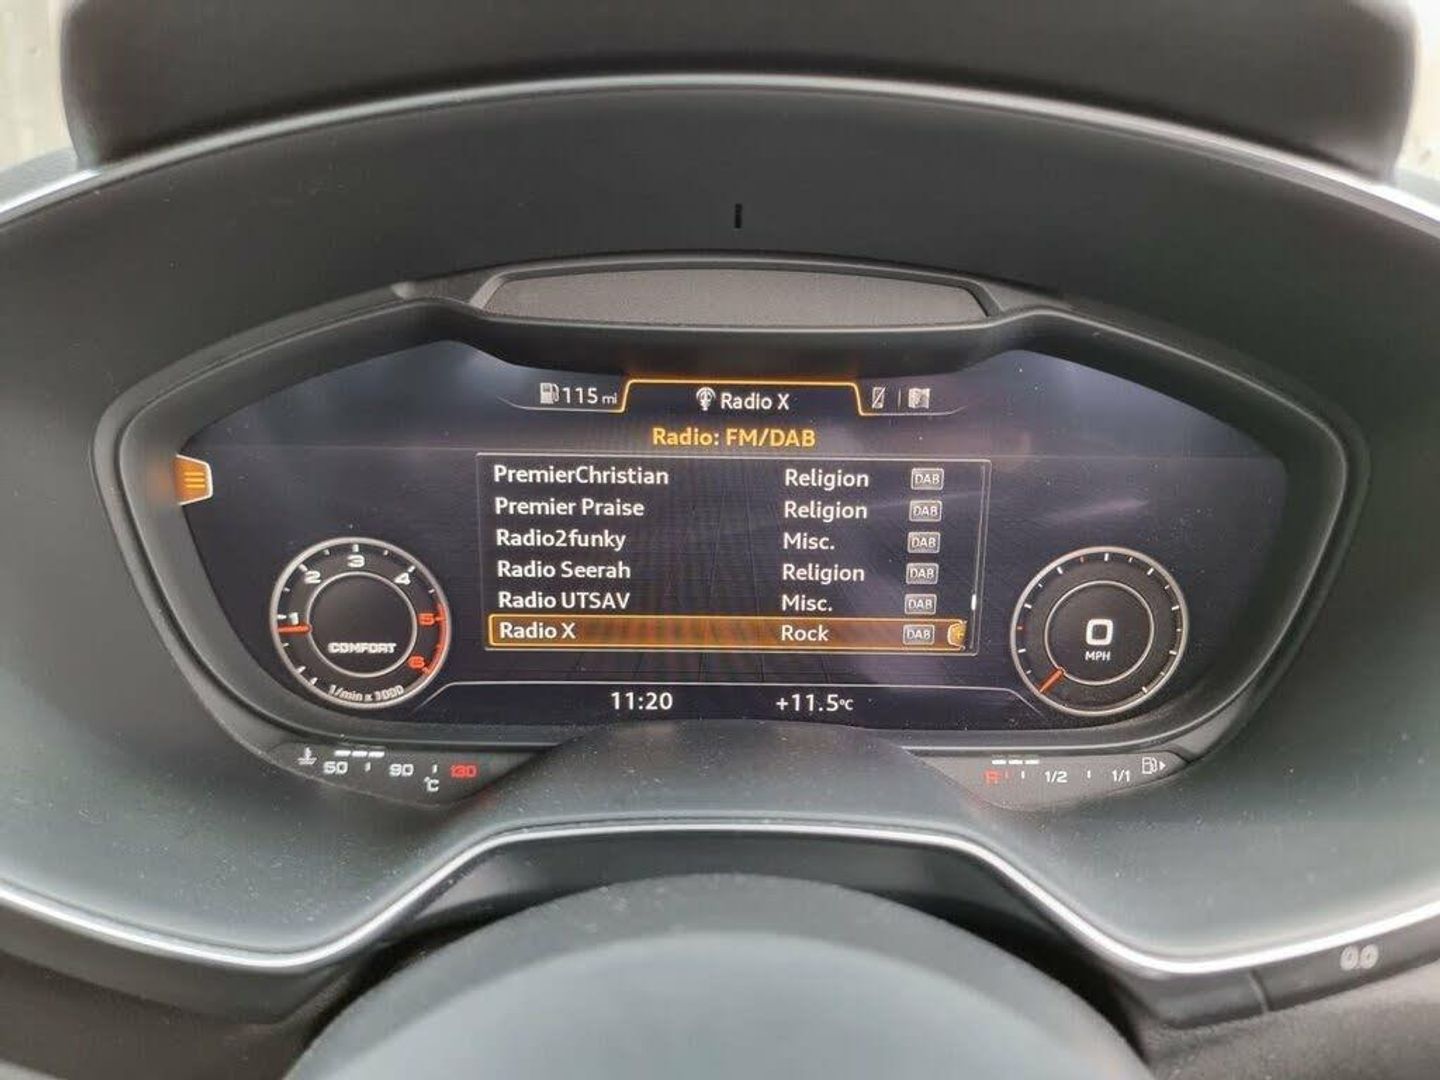 115 mi Radio X
Radio: FM/DAB
PremierChristian Religion DAB
Premier Praise Religion DAB
Radio2funky Misc. DAB
Radio Seerah Religion DAB
Radio UTSAV Misc. DAB
Radio X Rock DAB
1 2 3 4 5 6
COMFORT
1/min x 1000
0
MPH
11:20 +11.5°C
50 90 130
°C
R 1/2 1/1